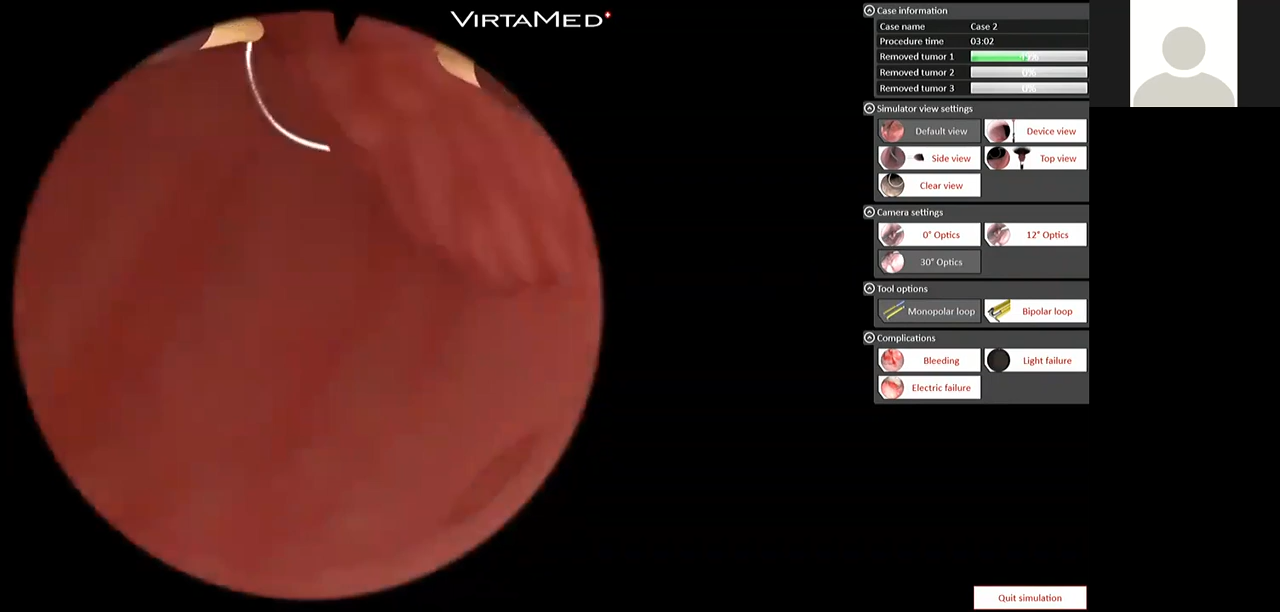 VIRTAMED
Case information
Case name Case 2
Procedure time 03:02
Removed tumor 1
Removed tumor 2 0%
Removed tumor 3 0%
Simulator view settings
Default view Device view
Side view Top view
Clear view
Camera settings
0° Optics 12° Optics
30° Optics
Tool options
Monopolar loop Bipolar loop
Complications
Bleeding Light failure
Electric failure
Quit simulation